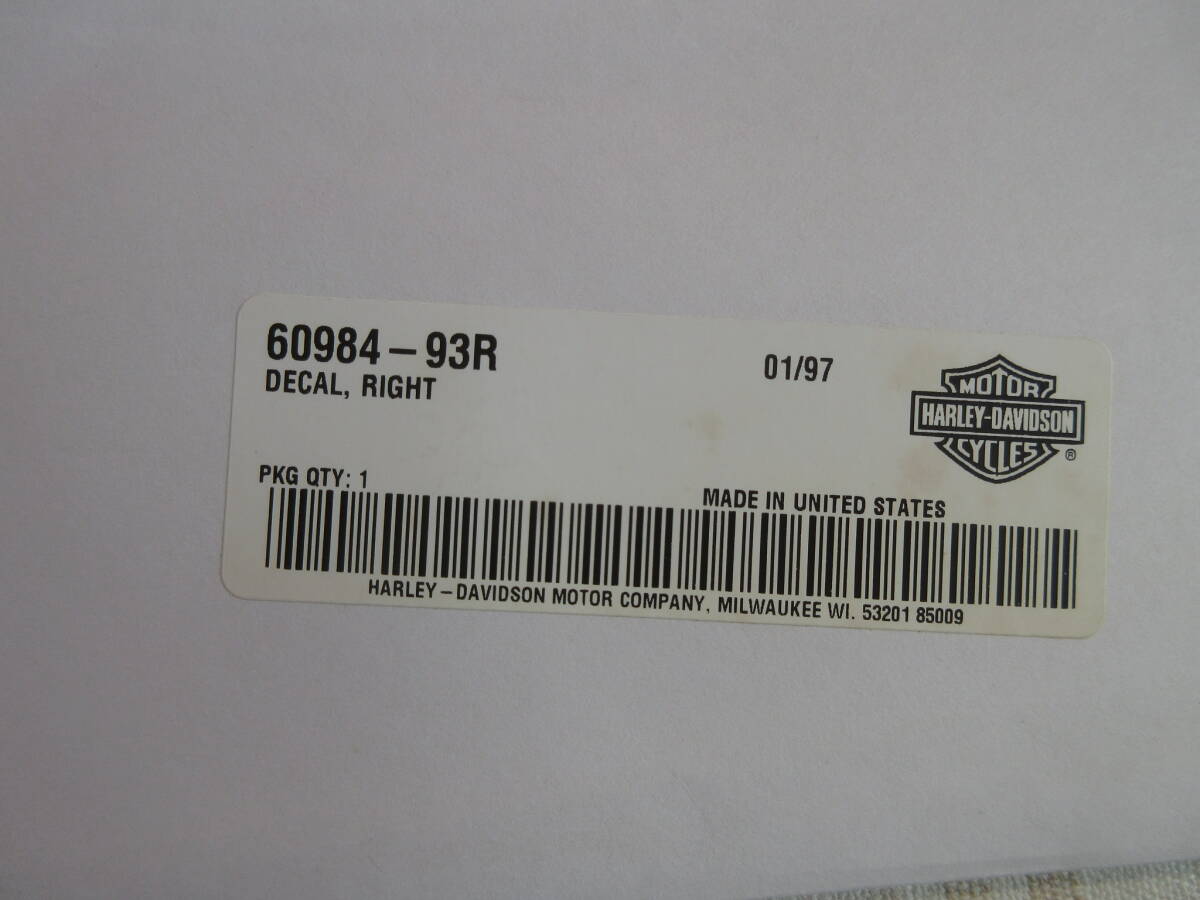 60984-93R
DECAL, RIGHT
01/97
MOTOR
HARLEY-DAVIDSON
CYCLES
®
PKG QTY: 1
MADE IN UNITED STATES
HARLEY-DAVIDSON MOTOR COMPANY, MILWAUKEE WI. 53201 85009